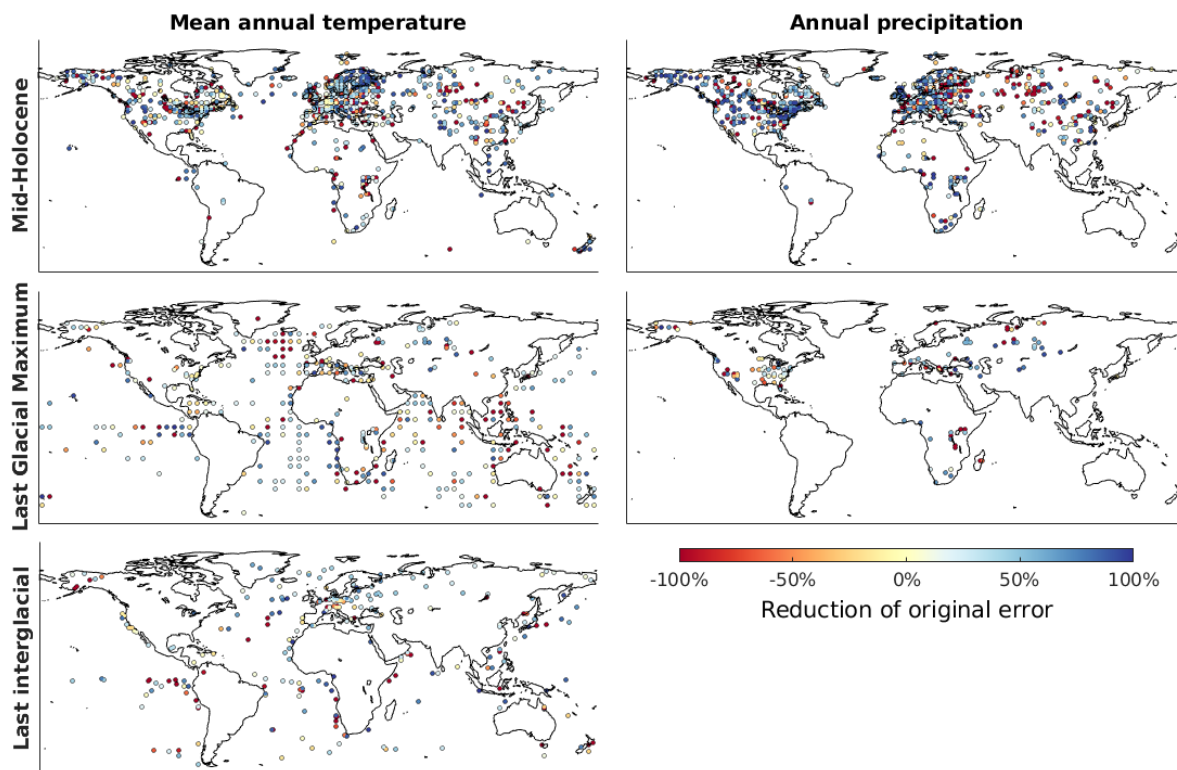 Mean annual temperature
Annual precipitation
Mid-Holocene
Last Glacial Maximum
Last interglacial
-100% -50% 0% 50% 100%
Reduction of original error